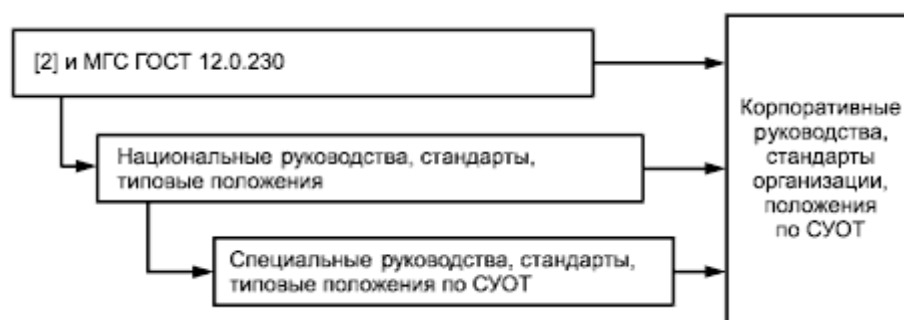 [2] и МГС ГОСТ 12.0.230
Национальные руководства, стандарты,
типовые положения
Специальные руководства, стандарты,
типовые положения по СУОТ
Корпоративные
руководства,
стандарты
организации,
положения
по СУОТ